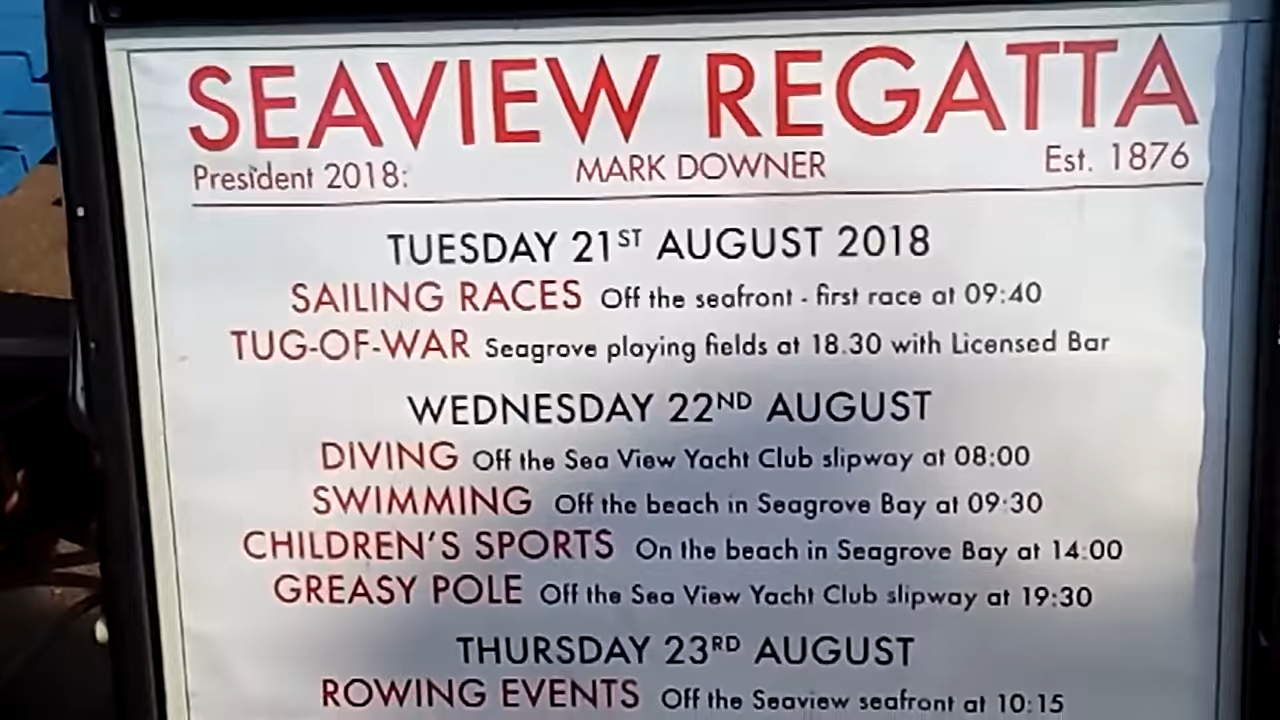 SEAVIEW REGATTA
President 2018: MARK DOWNER Est. 1876
TUESDAY 21ST AUGUST 2018
SAILING RACES Off the seafront - first race at 09:40
TUG-OF-WAR Seagrove playing fields at 18.30 with Licensed Bar
WEDNESDAY 22ND AUGUST
DIVING Off the Sea View Yacht Club slipway at 08:00
SWIMMING Off the beach in Seagrove Bay at 09:30
CHILDREN'S SPORTS On the beach in Seagrove Bay at 14:00
GREASY POLE Off the Sea View Yacht Club slipway at 19:30
THURSDAY 23RD AUGUST
ROWING EVENTS Off the Seaview seafront at 10:15